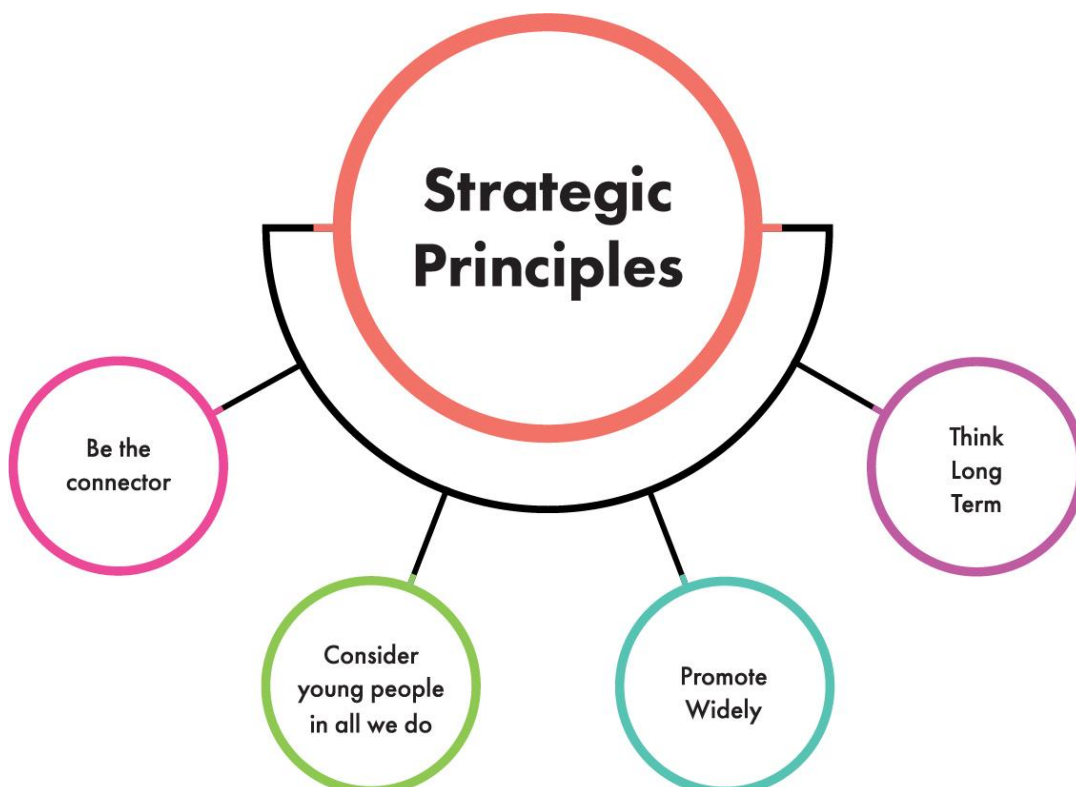 Strategic
Principles
Be the
connector
Consider
young people
in all we do
Promote
Widely
Think
Long
Term